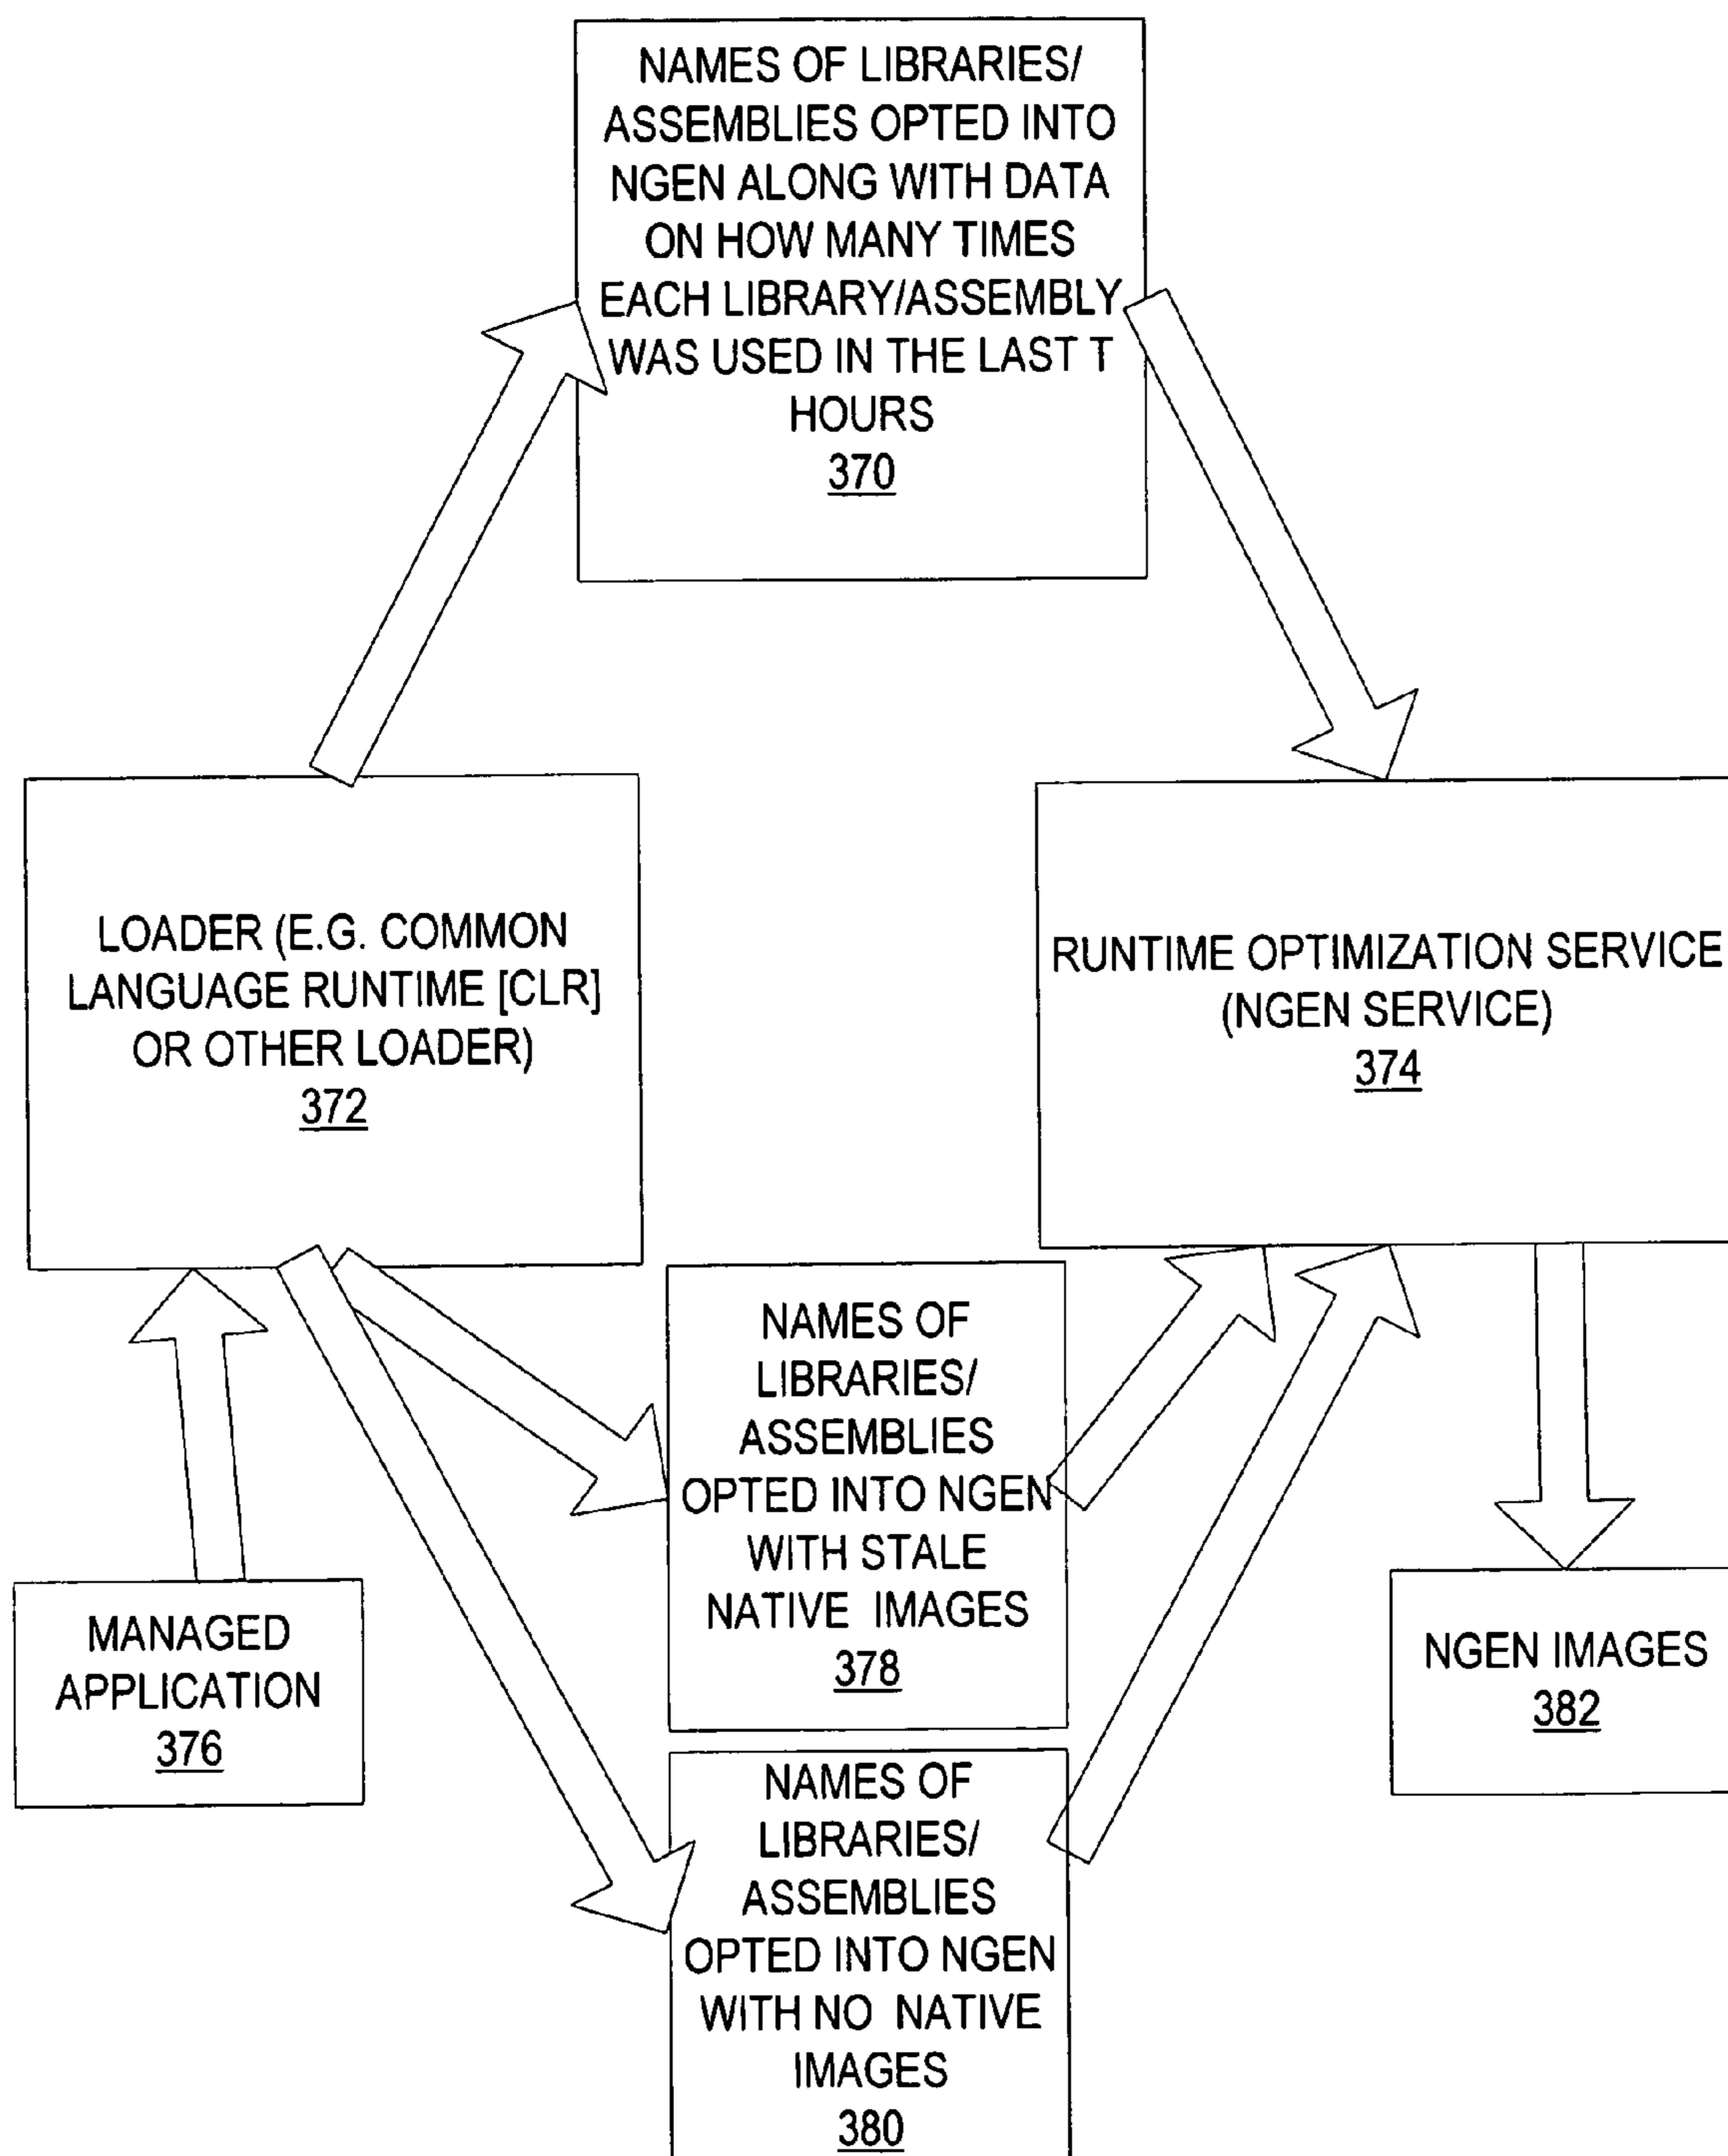 NAMES OF LIBRARIES/
ASSEMBLIES OPTED INTO
NGEN ALONG WITH DATA
ON HOW MANY TIMES
EACH LIBRARY/ASSEMBLY
WAS USED IN THE LAST T
HOURS
370
LOADER (E.G. COMMON
LANGUAGE RUNTIME [CLR]
OR OTHER LOADER)
372
RUNTIME OPTIMIZATION SERVICE
(NGEN SERVICE)
374
NAMES OF
LIBRARIES/
ASSEMBLIES
OPTED INTO NGEN
WITH STALE
NATIVE IMAGES
378
MANAGED
APPLICATION
376
NGEN IMAGES
382
NAMES OF
LIBRARIES/
ASSEMBLIES
OPTED INTO NGEN
WITH NO NATIVE
IMAGES
380